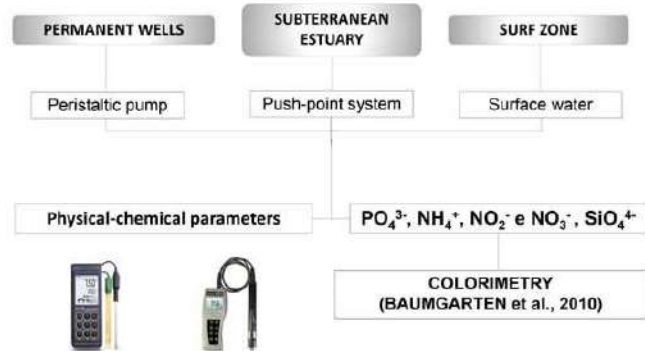 PERMANENT WELLS
SUBTERRANEAN
ESTUARY
SURF ZONE
Peristaltic pump
Push-point system
Surface water
Physical-chemical parameters
PO₄³⁻, NH₄⁺, NO₂⁻ e NO₃⁻, SiO₄⁴⁻
COLORIMETRY
(BAUMGARTEN et al., 2010)